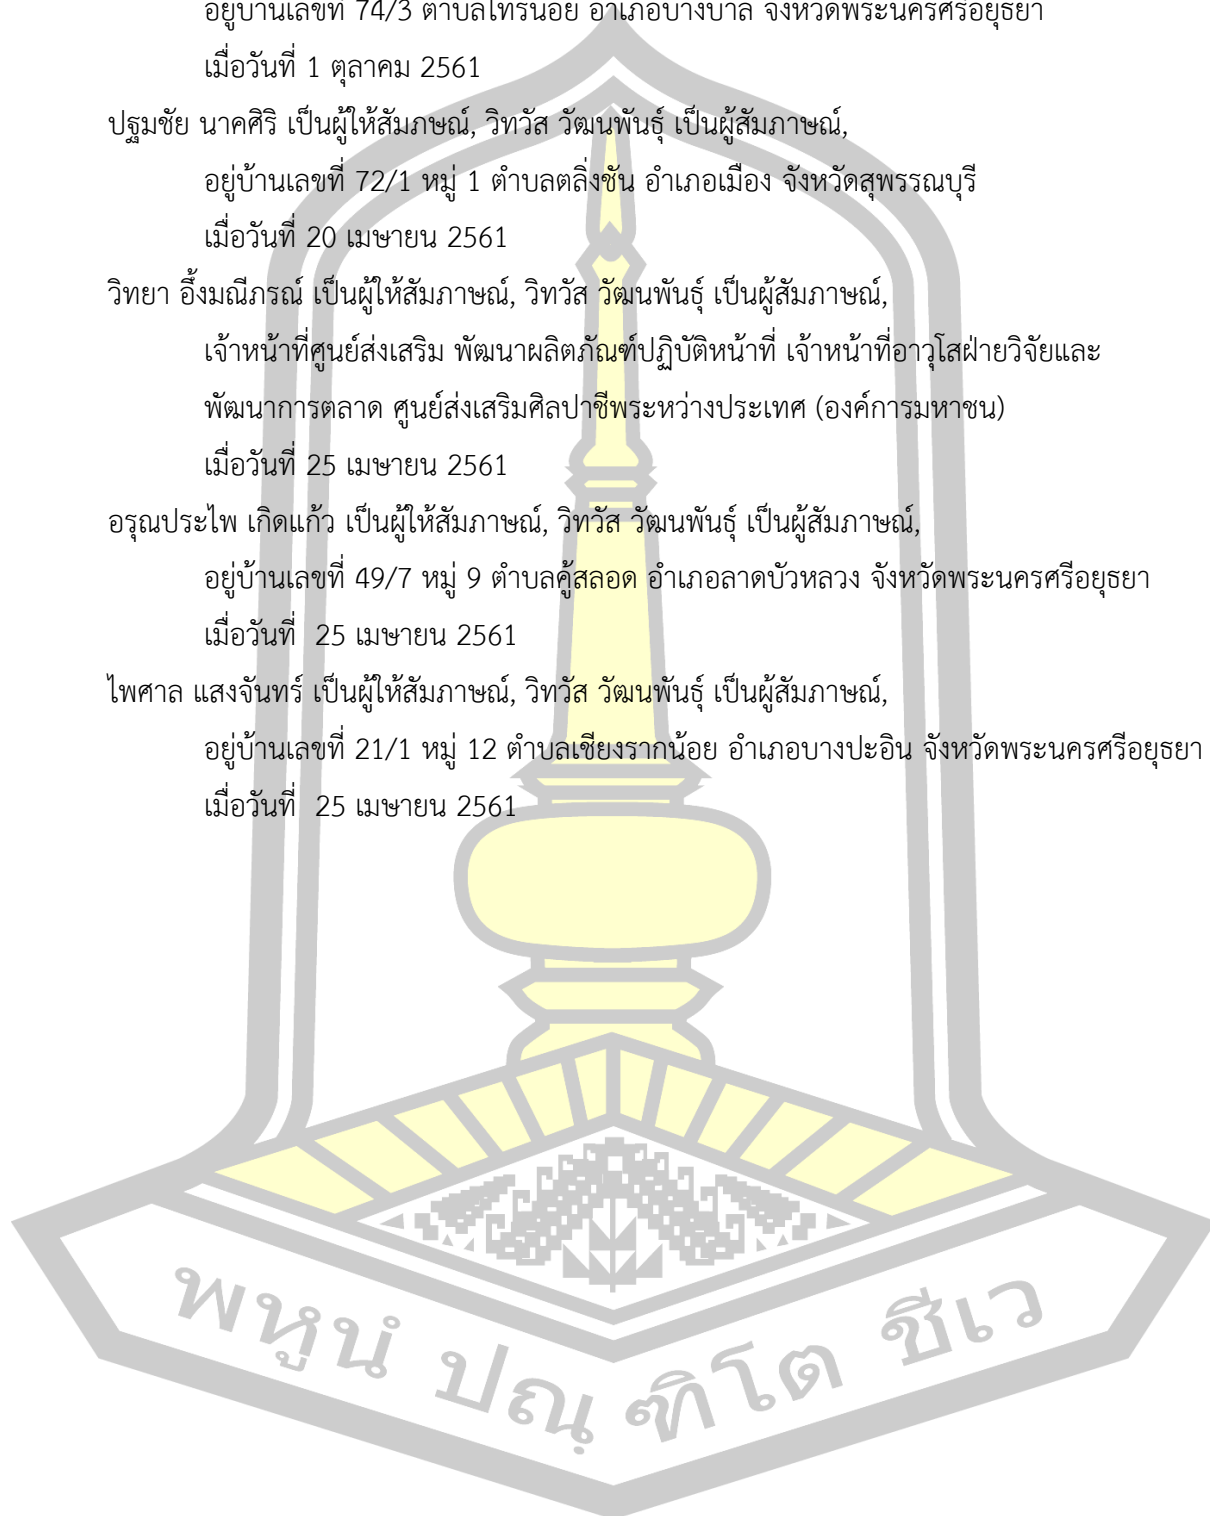 อยู่บ้านเลขที่ 74/3 ตำบลไทรน้อย อำเภอบางบาล จังหวัดพระนครศรีอยุธยา
เมื่อวันที่ 1 ตุลาคม 2561
ปฐมชัย นาคศิริ เป็นผู้ให้สัมภษณ์, วิทวัส วัฒนพันธุ์ เป็นผู้สัมภาษณ์,
อยู่บ้านเลขที่ 72/1 หมู่ 1 ตำบลตลิ่งชัน อำเภอเมือง จังหวัดสุพรรณบุรี
เมื่อวันที่ 20 เมษายน 2561
วิทยา อึ้งมณีภรณ์ เป็นผู้ให้สัมภาษณ์, วิทวัส วัฒนพันธุ์ เป็นผู้สัมภาษณ์,
เจ้าหน้าที่ศูนย์ส่งเสริม พัฒนาผลิตภัณฑ์ปฏิบัติหน้าที่ เจ้าหน้าที่อาวุโสฝ่ายวิจัยและ
พัฒนาการตลาด ศูนย์ส่งเสริมศิลปาชีพระหว่างประเทศ (องค์การมหาชน)
เมื่อวันที่ 25 เมษายน 2561
อรุณประไพ เกิดแก้ว เป็นผู้ให้สัมภาษณ์, วิทวัส วัฒนพันธุ์ เป็นผู้สัมภาษณ์,
อยู่บ้านเลขที่ 49/7 หมู่ 9 ตำบลคู้สลอด อำเภอลาดบัวหลวง จังหวัดพระนครศรีอยุธยา
เมื่อวันที่  25 เมษายน 2561
ไพศาล แสงจันทร์ เป็นผู้ให้สัมภาษณ์, วิทวัส วัฒนพันธุ์ เป็นผู้สัมภาษณ์,
อยู่บ้านเลขที่ 21/1 หมู่ 12 ตำบลเชียงรากน้อย อำเภอบางปะอิน จังหวัดพระนครศรีอยุธยา
เมื่อวันที่  25 เมษายน 2561
พหูนํ ปณฺฑิโต ชีเว